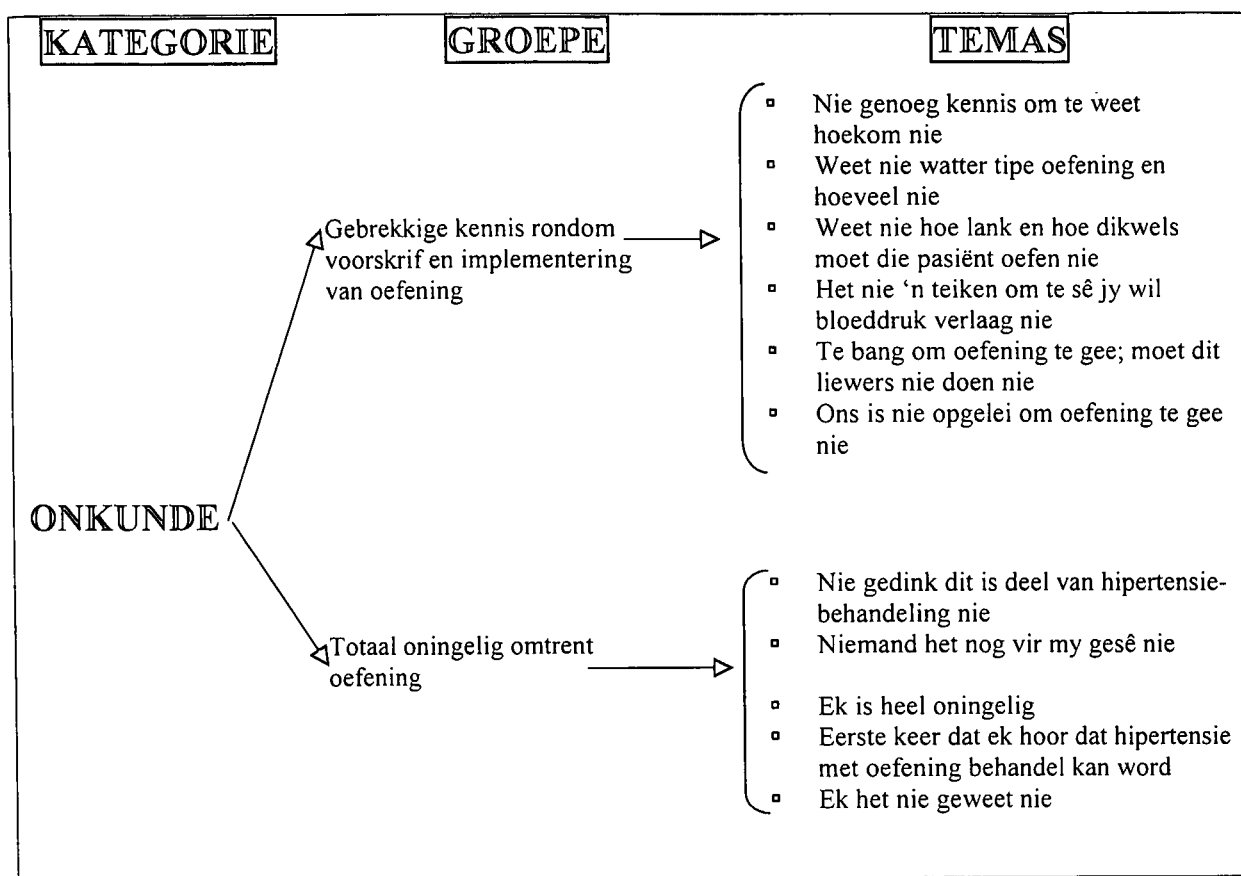 KATEGORIE GROEPE TEMAS
Gebrekkige kennis rondom
voorskrif en implementering
van oefening
▫ Nie genoeg kennis om te weet
hoekom nie
▫ Weet nie watter tipe oefening en
hoeveel nie
▫ Weet nie hoe lank en hoe dikwels
moet die pasiënt oefen nie
▫ Het nie ‘n teiken om te sê jy wil
bloeddruk verlaag nie
▫ Te bang om oefening te gee; moet dit
liewers nie doen nie
▫ Ons is nie opgelei om oefening te gee
nie
ONKUNDE
Totaal oningelig omtrent
oefening
▫ Nie gedink dit is deel van hipertensie-
behandeling nie
▫ Niemand het nog vir my gesê nie
▫ Ek is heel oningelig
▫ Eerste keer dat ek hoor dat hipertensie
met oefening behandel kan word
▫ Ek het nie geweet nie